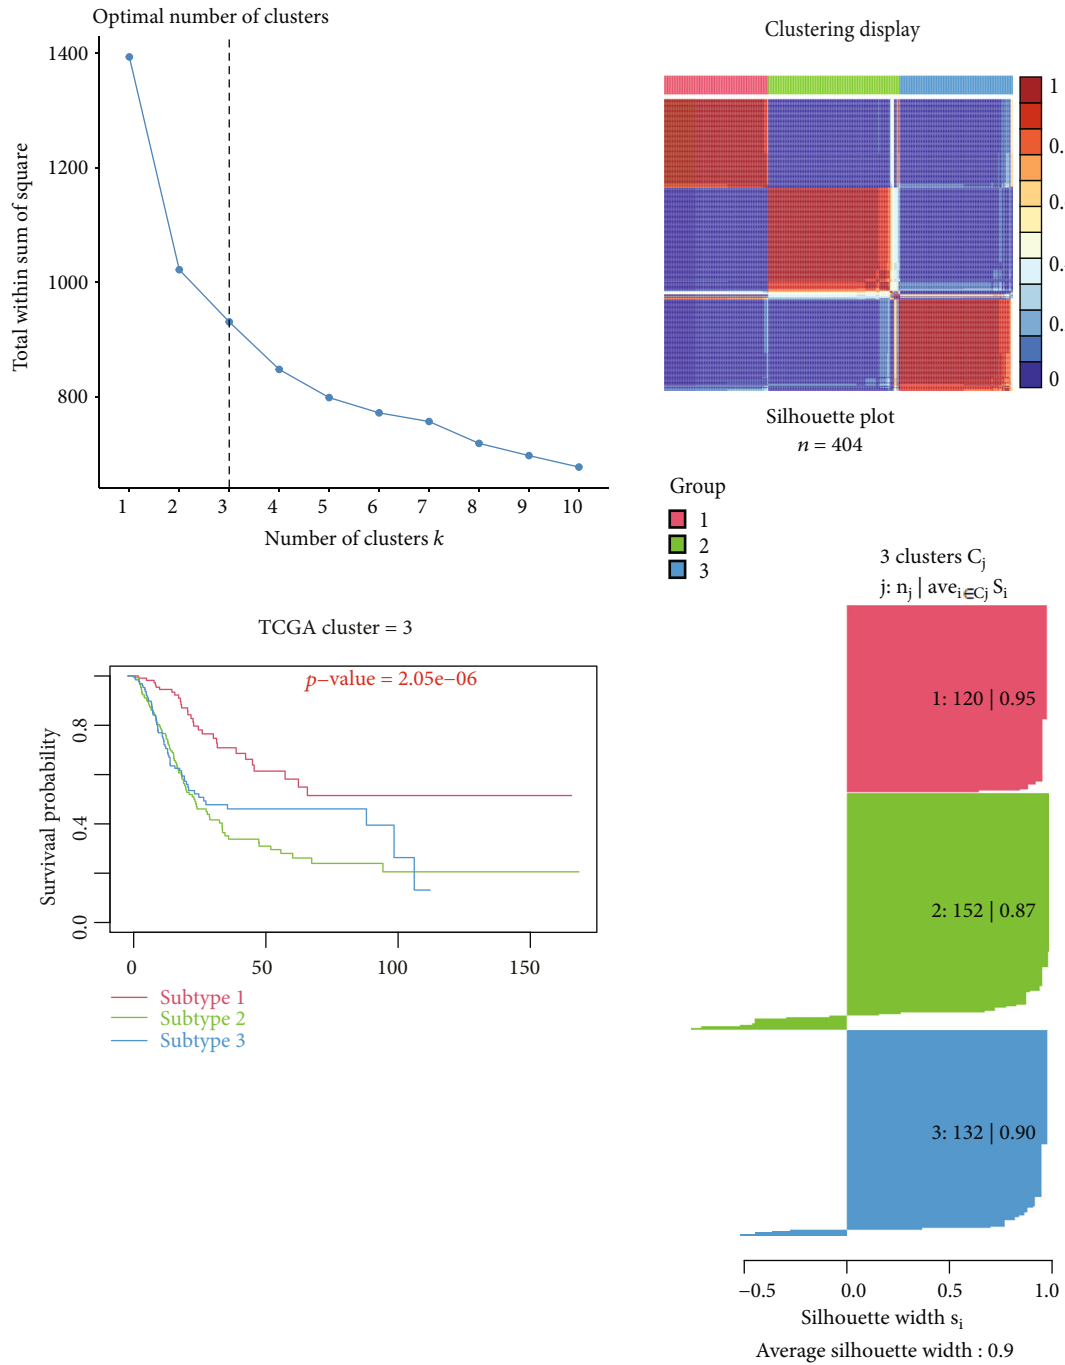 Optimal number of clusters
1400
1200
1000
800
Total within sum of square
1 2 3 4 5 6 7 8 9 10
Number of clusters k
Clustering display
1
0.
0.
0.
0
Silhouette plot
n = 404
Group
1
2
3
3 clusters Cj
j: nj | avei∈Cj Si
1: 120 | 0.95
2: 152 | 0.87
3: 132 | 0.90
−0.5 0.0 0.5 1.0
Silhouette width si
Average silhouette width : 0.9
TCGA cluster = 3
p−value = 2.05e−06
0.8
0.4
0.0
Survivaal probability
0 50 100 150
Subtype 1
Subtype 2
Subtype 3